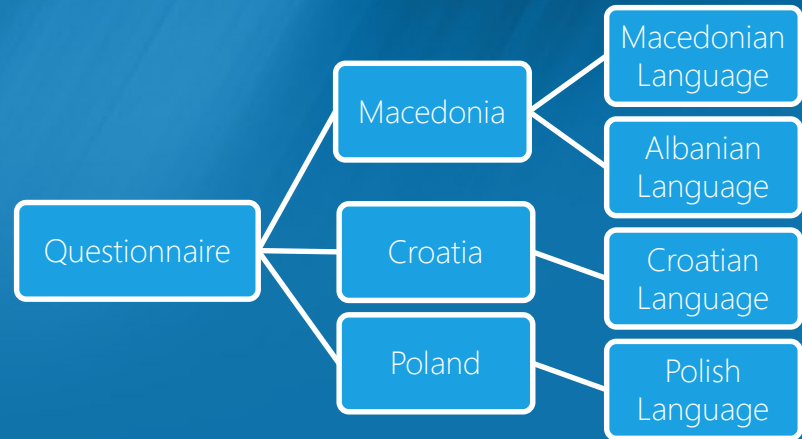 Questionnaire
Macedonia
Macedonian
Language
Albanian
Language
Croatia
Croatian
Language
Poland
Polish
Language